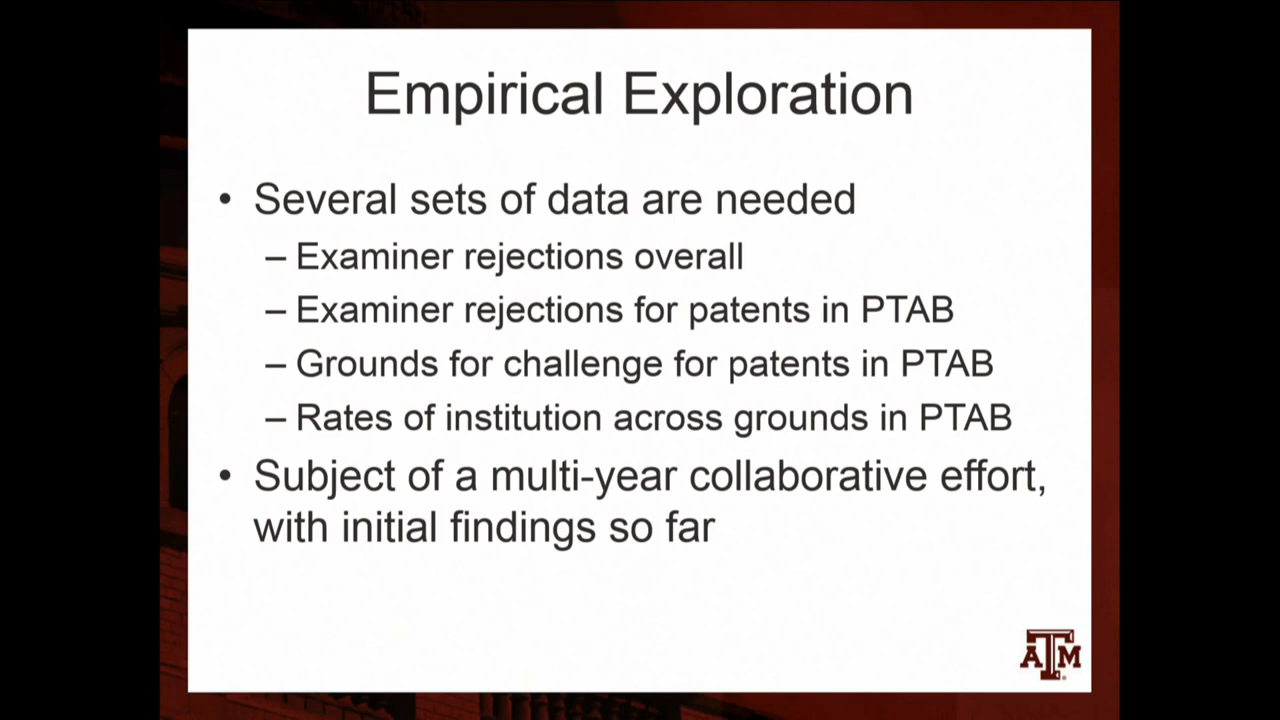 Empirical Exploration
• Several sets of data are needed
– Examiner rejections overall
– Examiner rejections for patents in PTAB
– Grounds for challenge for patents in PTAB
– Rates of institution across grounds in PTAB
• Subject of a multi-year collaborative effort,
with initial findings so far
ATM